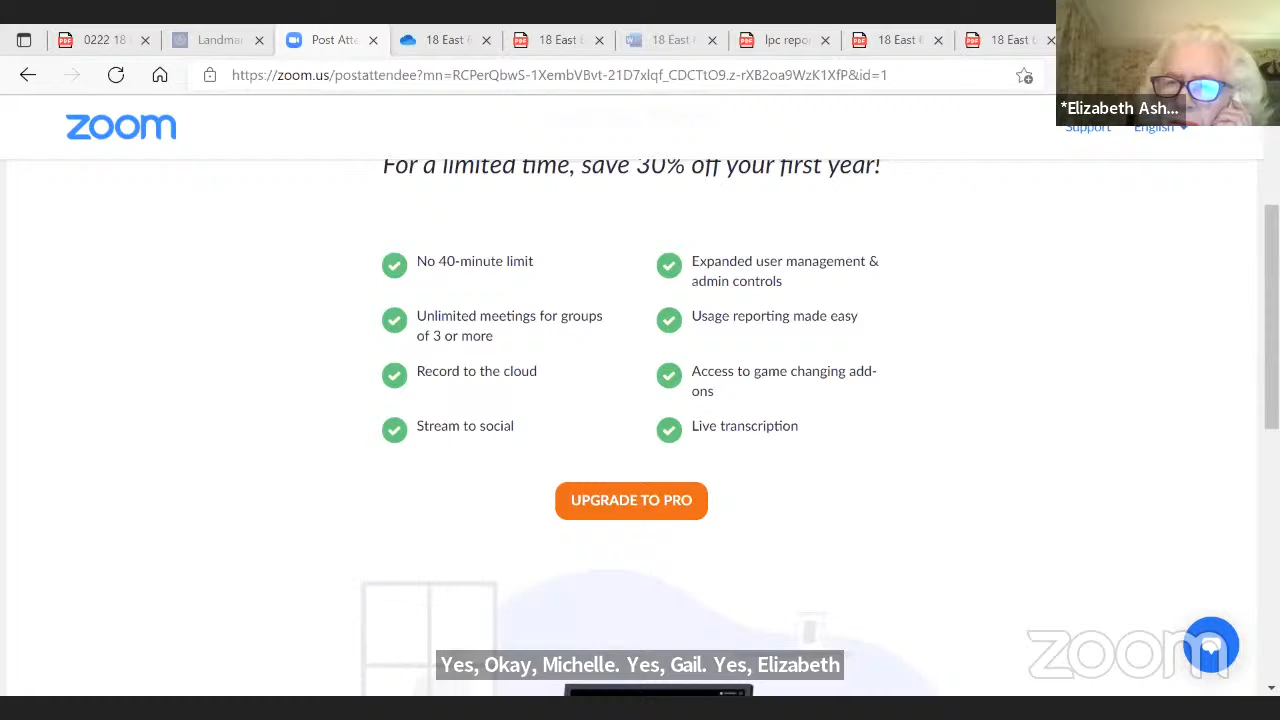 0222 18
Landmar
Post Atte
18 East 6
18 East
18 East
lpc repor
18 East
18 East
https://zoom.us/postattendee?mn=RCPerQbwS-1XembVBvt-21D7xlqf_CDCTtO9.z-rXB2oa9WzK1XfP&id=1
*Elizabeth Ash...
zoom
Support English
For a limited time, save 30% off your first year!
No 40-minute limit
Expanded user management &
admin controls
Unlimited meetings for groups
of 3 or more
Usage reporting made easy
Record to the cloud
Access to game changing add-
ons
Stream to social
Live transcription
UPGRADE TO PRO
zoom
Yes, Okay, Michelle. Yes, Gail. Yes, Elizabeth